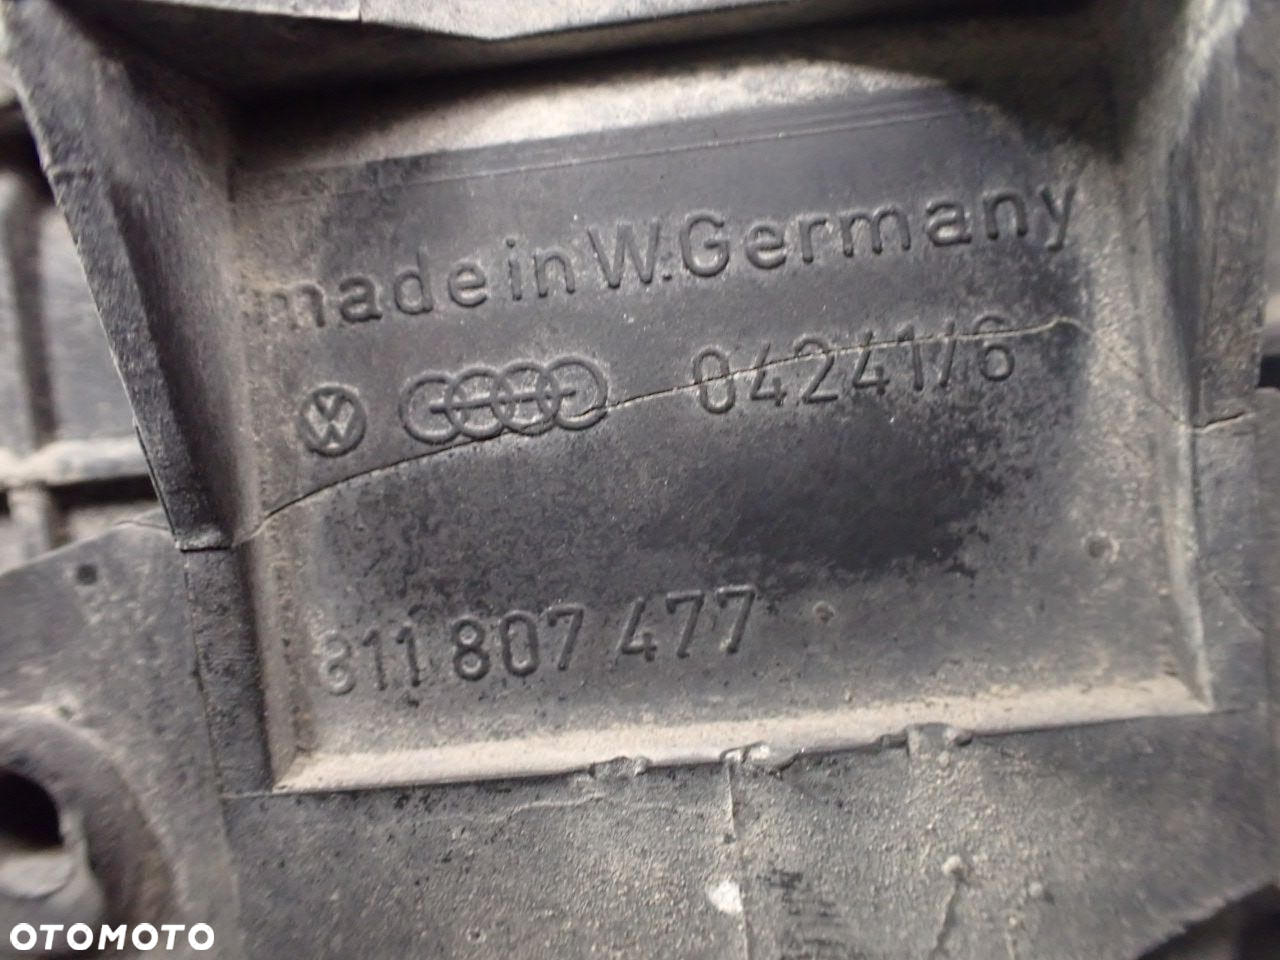 made in W.Germany
04241/6
811 807 477
OTOMOTO